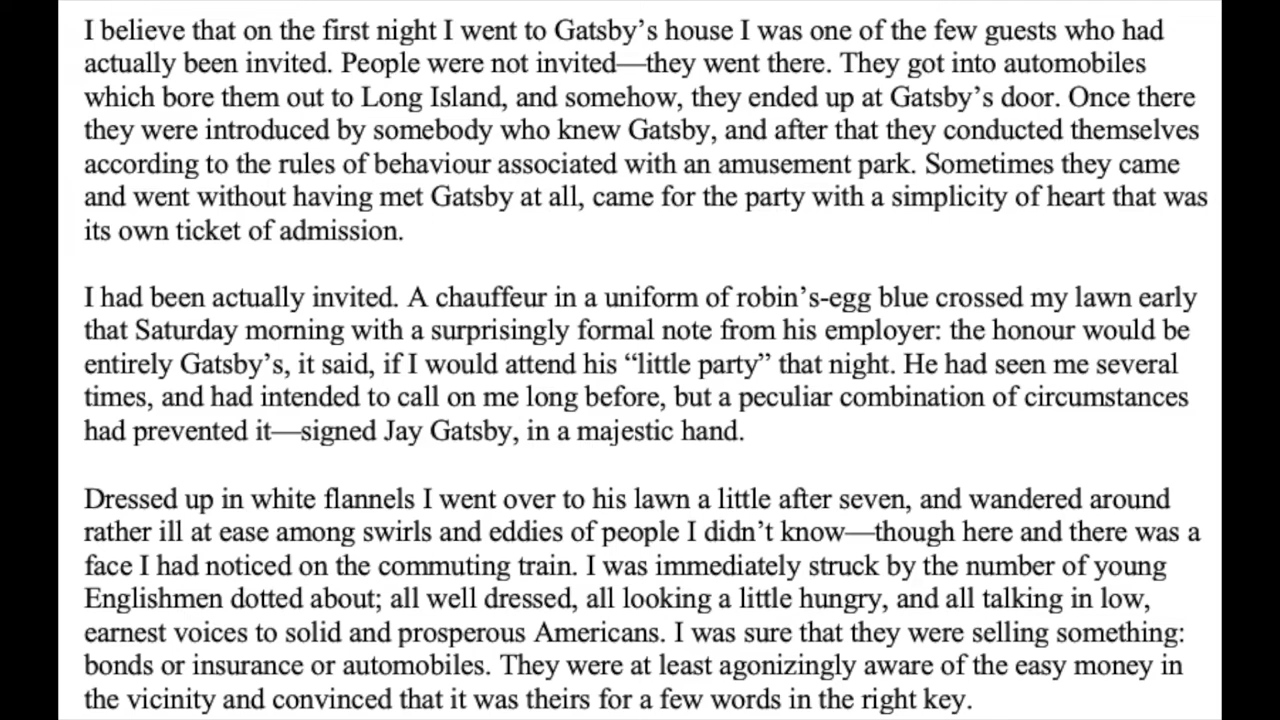 I believe that on the first night I went to Gatsby’s house I was one of the few guests who had
actually been invited. People were not invited—they went there. They got into automobiles
which bore them out to Long Island, and somehow, they ended up at Gatsby’s door. Once there
they were introduced by somebody who knew Gatsby, and after that they conducted themselves
according to the rules of behaviour associated with an amusement park. Sometimes they came
and went without having met Gatsby at all, came for the party with a simplicity of heart that was
its own ticket of admission.
I had been actually invited. A chauffeur in a uniform of robin’s-egg blue crossed my lawn early
that Saturday morning with a surprisingly formal note from his employer: the honour would be
entirely Gatsby’s, it said, if I would attend his “little party” that night. He had seen me several
times, and had intended to call on me long before, but a peculiar combination of circumstances
had prevented it—signed Jay Gatsby, in a majestic hand.
Dressed up in white flannels I went over to his lawn a little after seven, and wandered around
rather ill at ease among swirls and eddies of people I didn’t know—though here and there was a
face I had noticed on the commuting train. I was immediately struck by the number of young
Englishmen dotted about; all well dressed, all looking a little hungry, and all talking in low,
earnest voices to solid and prosperous Americans. I was sure that they were selling something:
bonds or insurance or automobiles. They were at least agonizingly aware of the easy money in
the vicinity and convinced that it was theirs for a few words in the right key.